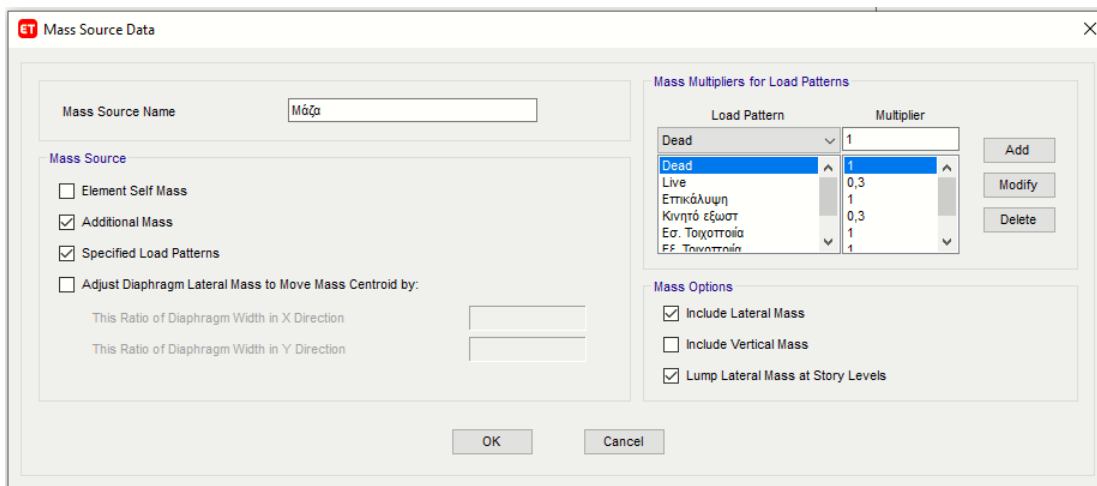 ET Mass Source Data
Mass Source Name Μάζα
Mass Source
Element Self Mass
Additional Mass
Specified Load Patterns
Adjust Diaphragm Lateral Mass to Move Mass Centroid by:
This Ratio of Diaphragm Width in X Direction
This Ratio of Diaphragm Width in Y Direction
Mass Multipliers for Load Patterns
Load Pattern Multiplier
Dead 1
Dead 1
Live 0,3
Επικάλυψη 1
Κινητό εξωστ 0,3
Εσ. Τοιχοποιία 1
Εξ. Τοιχοποιία 1
Add
Modify
Delete
Mass Options
Include Lateral Mass
Include Vertical Mass
Lump Lateral Mass at Story Levels
OK Cancel